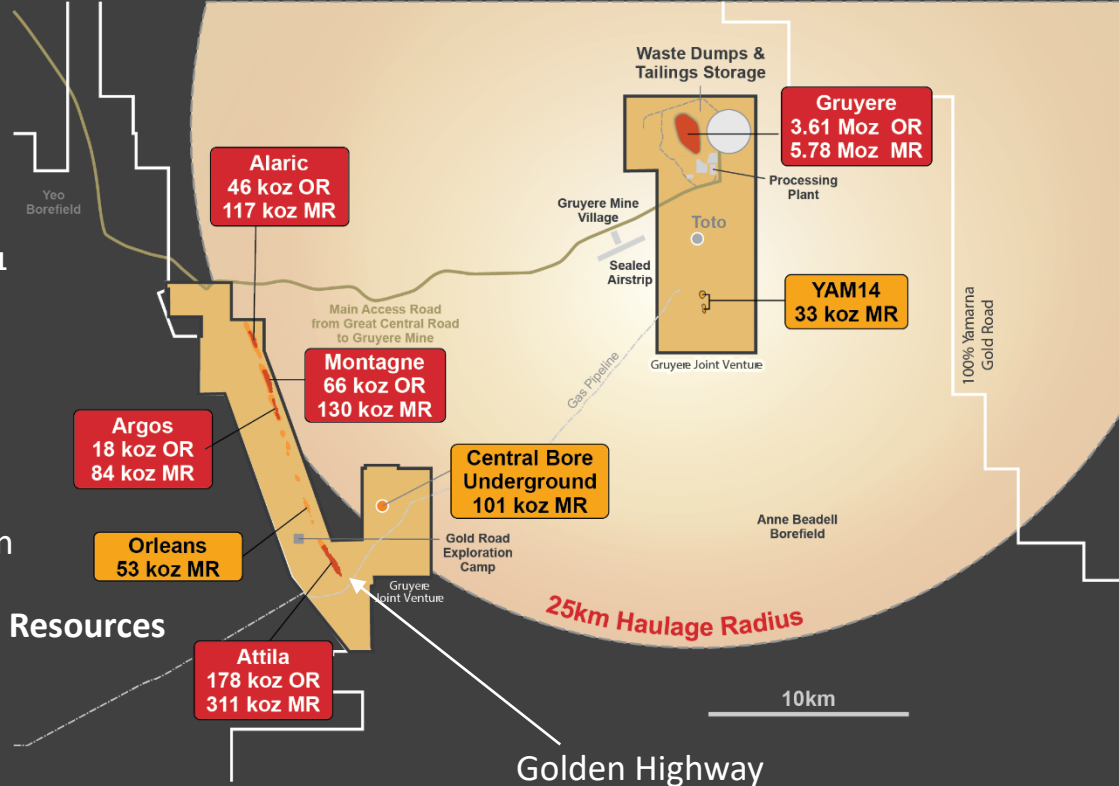 Waste Dumps &
Tailings Storage
Gruyere
3.61 Moz OR
5.78 Moz MR
Alaric
46 koz OR
117 koz MR
Processing
Plant
Yeo
Borefield
Gruyere Mine
Village
Toto
1
Sealed
Airstrip
YAM14
33 koz MR
Main Access Road
from Great Central Road
to Gruyere Mine
100% Yamarna
Gold Road
Gruyere Joint Venture
Montagne
66 koz OR
130 koz MR
Gas Pipeline
Argos
18 koz OR
84 koz MR
Central Bore
Underground
101 koz MR
Anne Beadell
Borefield
n
Orleans
53 koz MR
Gold Road
Exploration
Camp
Gruyere
Joint Venture
25km Haulage Radius
Resources
Attila
178 koz OR
311 koz MR
10km
Golden Highway